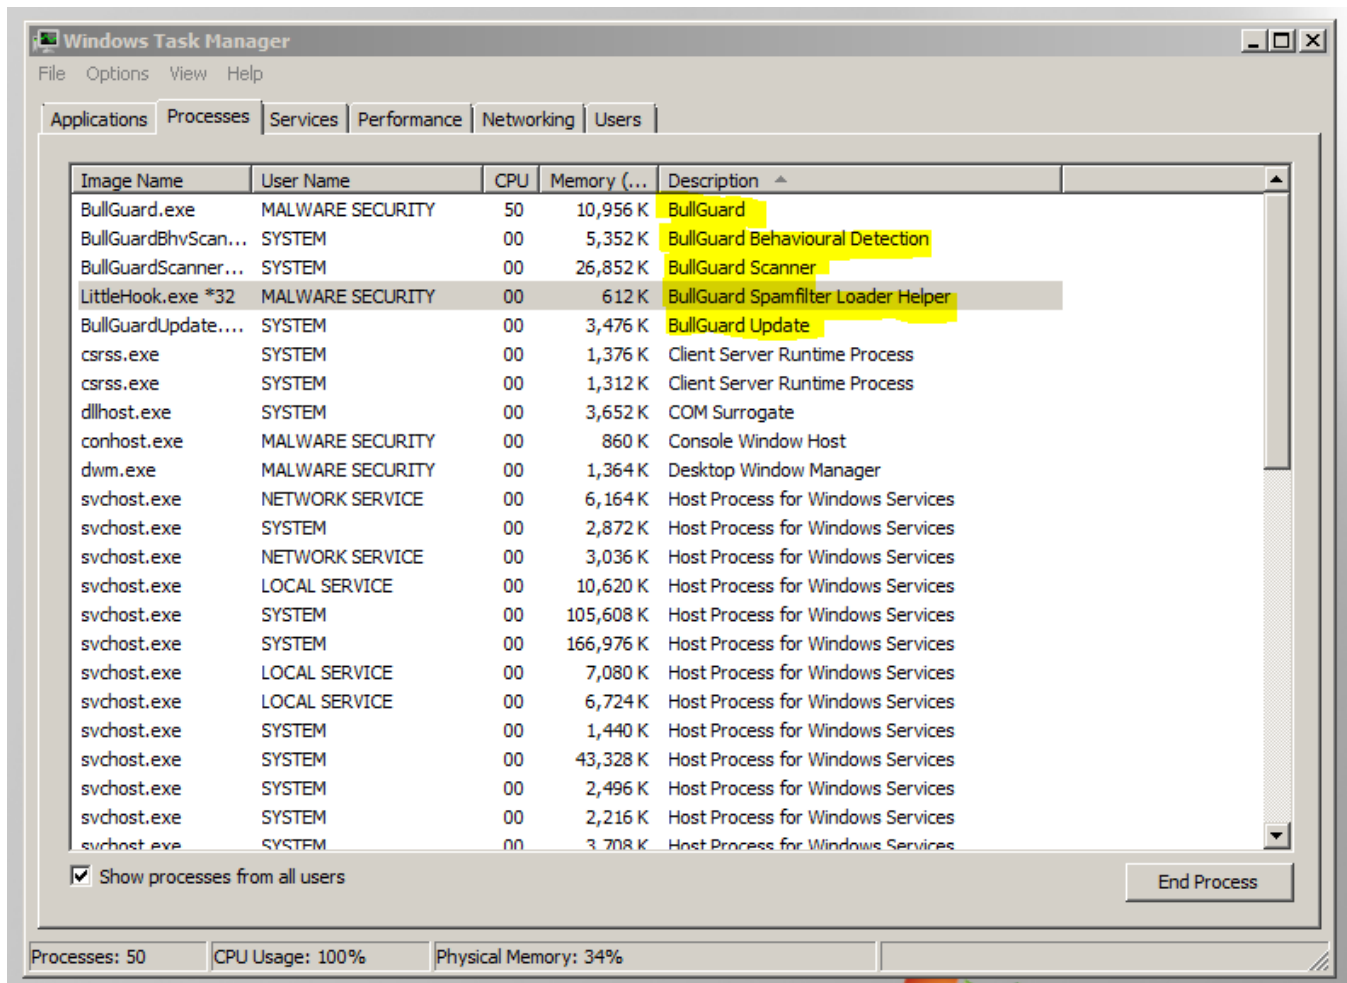 Windows Task Manager
File Options View Help
Applications Processes Services Performance Networking Users
Image Name User Name CPU Memory (... Description
BullGuard.exe MALWARE SECURITY 50 10,956 K BullGuard
BullGuardBhvScan... SYSTEM 00 5,352 K BullGuard Behavioural Detection
BullGuardScanner... SYSTEM 00 26,852 K BullGuard Scanner
LittleHook.exe *32 MALWARE SECURITY 00 612 K BullGuard Spamfilter Loader Helper
BullGuardUpdate.... SYSTEM 00 3,476 K BullGuard Update
csrss.exe SYSTEM 00 1,376 K Client Server Runtime Process
csrss.exe SYSTEM 00 1,312 K Client Server Runtime Process
dllhost.exe SYSTEM 00 3,652 K COM Surrogate
conhost.exe MALWARE SECURITY 00 860 K Console Window Host
dwm.exe MALWARE SECURITY 00 1,364 K Desktop Window Manager
svchost.exe NETWORK SERVICE 00 6,164 K Host Process for Windows Services
svchost.exe SYSTEM 00 2,872 K Host Process for Windows Services
svchost.exe NETWORK SERVICE 00 3,036 K Host Process for Windows Services
svchost.exe LOCAL SERVICE 00 10,620 K Host Process for Windows Services
svchost.exe SYSTEM 00 105,608 K Host Process for Windows Services
svchost.exe SYSTEM 00 166,976 K Host Process for Windows Services
svchost.exe LOCAL SERVICE 00 7,080 K Host Process for Windows Services
svchost.exe LOCAL SERVICE 00 6,724 K Host Process for Windows Services
svchost.exe SYSTEM 00 1,440 K Host Process for Windows Services
svchost.exe SYSTEM 00 43,328 K Host Process for Windows Services
svchost.exe SYSTEM 00 2,496 K Host Process for Windows Services
svchost.exe SYSTEM 00 2,216 K Host Process for Windows Services
svchost.exe SYSTEM 00 3,708 K Host Process for Windows Services
Show processes from all users
End Process
Processes: 50 CPU Usage: 100% Physical Memory: 34%